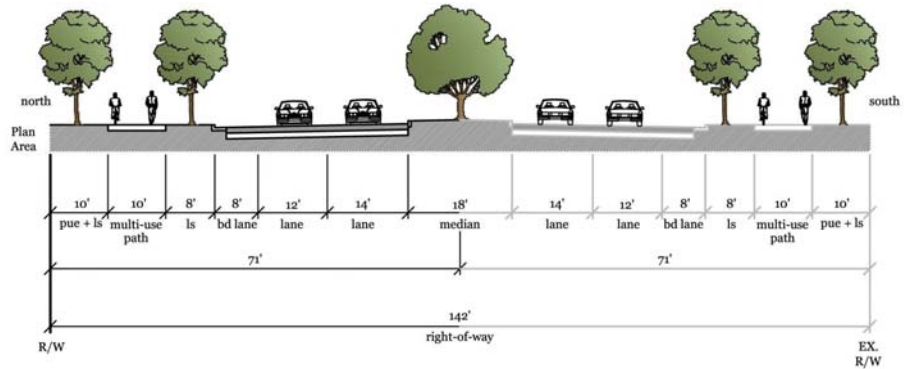 north
south
Plan
Area
10' 10' 8' 8' 12' 14' 18' 14' 12' 8' 8' 10' 10'
pue + ls multi-use ls bd lane lane lane median lane lane bd lane ls multi-use pue + ls
path path
71' 71'
142'
right-of-way
R/W EX.
R/W